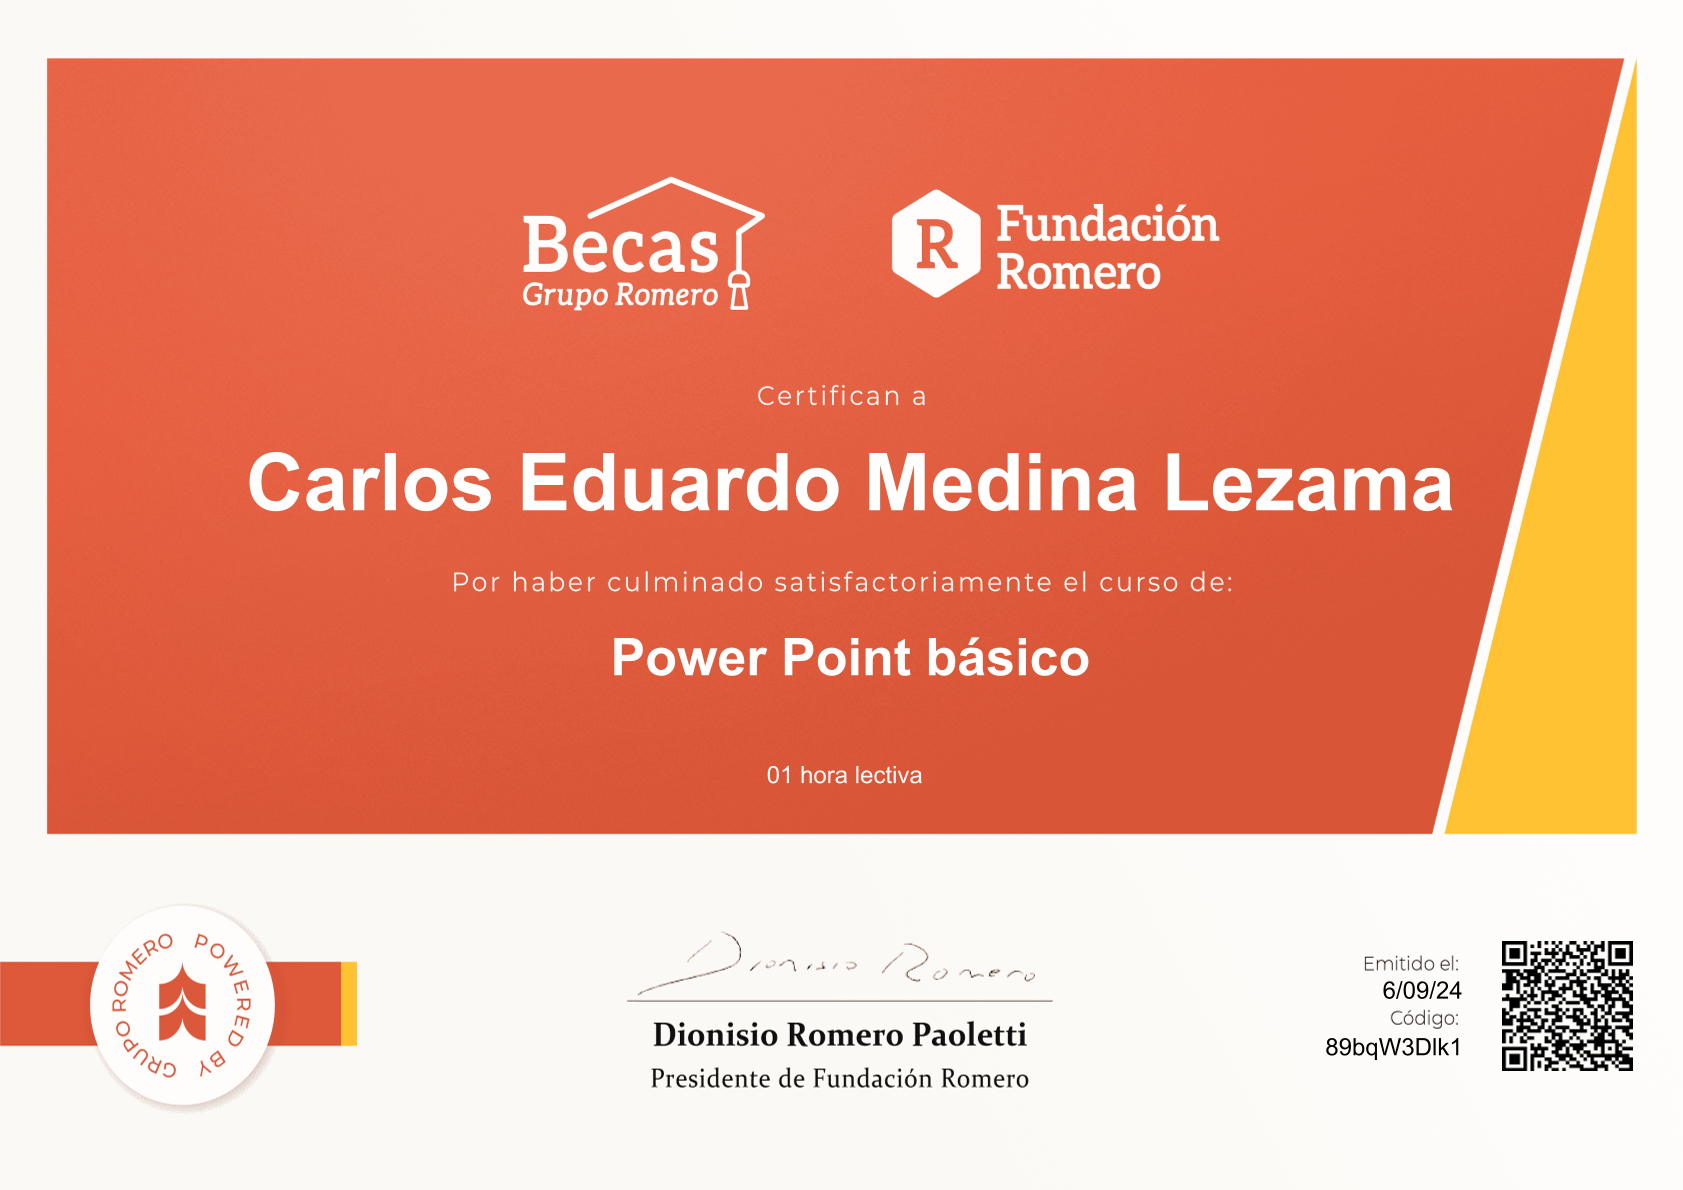 Becas
Grupo Romero
R
Fundación
Romero
Certifican a
Carlos Eduardo Medina Lezama
Por haber culminado satisfactoriamente el curso de:
Power Point básico
01 hora lectiva
GRUPO ROMERO POWERED BY
Dionisio Romero
Dionisio Romero Paoletti
Presidente de Fundación Romero
Emitido el:
6/09/24
Código:
89bqW3Dlk1